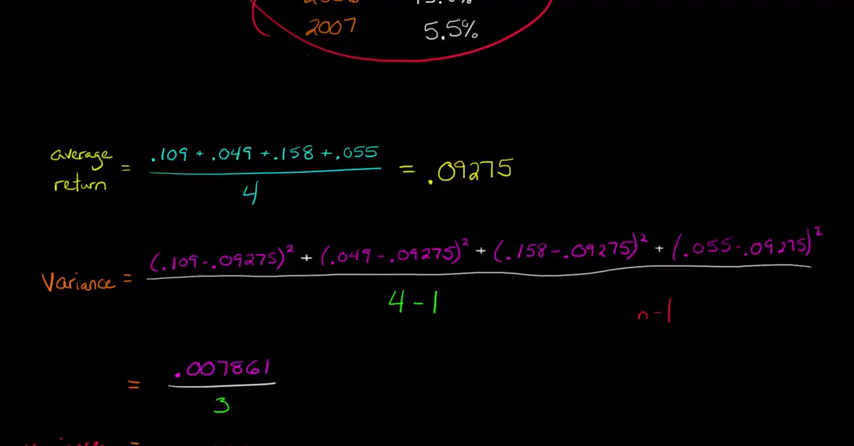 2007 5.5%
average return = .109 + .049 + .158 + .055 / 4 = .09275
Variance = (.109 - .09275)² + (.049 - .09275)² + (.158 - .09275)² + (.055 - .09275)² / 4 - 1
n - 1
= .007861 / 3